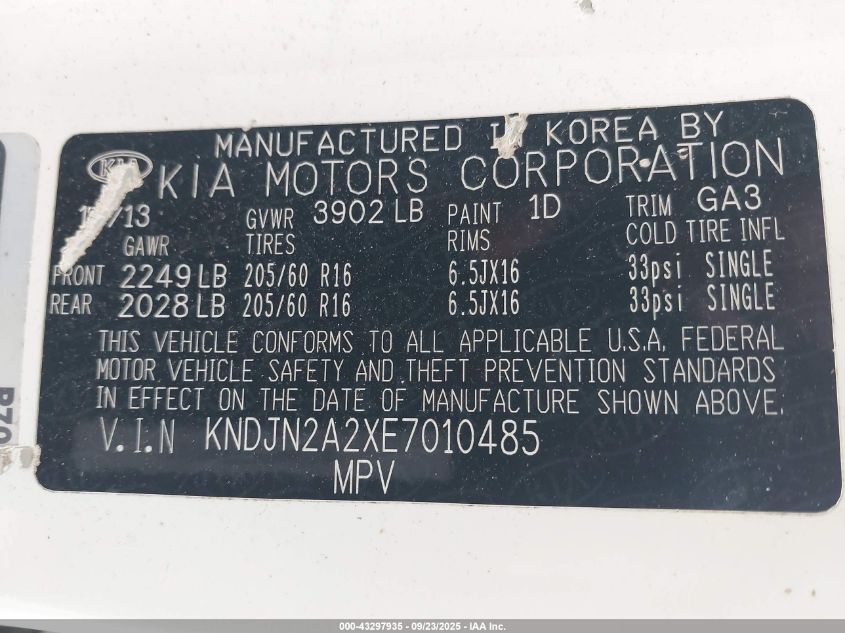 MANUFACTURED IN KOREA BY
KIA KIA MOTORS CORPORATION
/13 GVWR 3902 LB PAINT 1D TRIM GA3
GAWR TIRES RIMS COLD TIRE INFL
FRONT 2249 LB 205/60 R16 6.5JX16 33psi SINGLE
REAR 2028 LB 205/60 R16 6.5JX16 33psi SINGLE
THIS VEHICLE CONFORMS TO ALL APPLICABLE U.S.A. FEDERAL
MOTOR VEHICLE SAFETY AND THEFT PREVENTION STANDARDS
IN EFFECT ON THE DATE OF MANUFACTURE SHOWN ABOVE.
V.I.N KNDJN2A2XE7010485
MPV
000-43297935 - 09/23/2025 - IAA Inc.